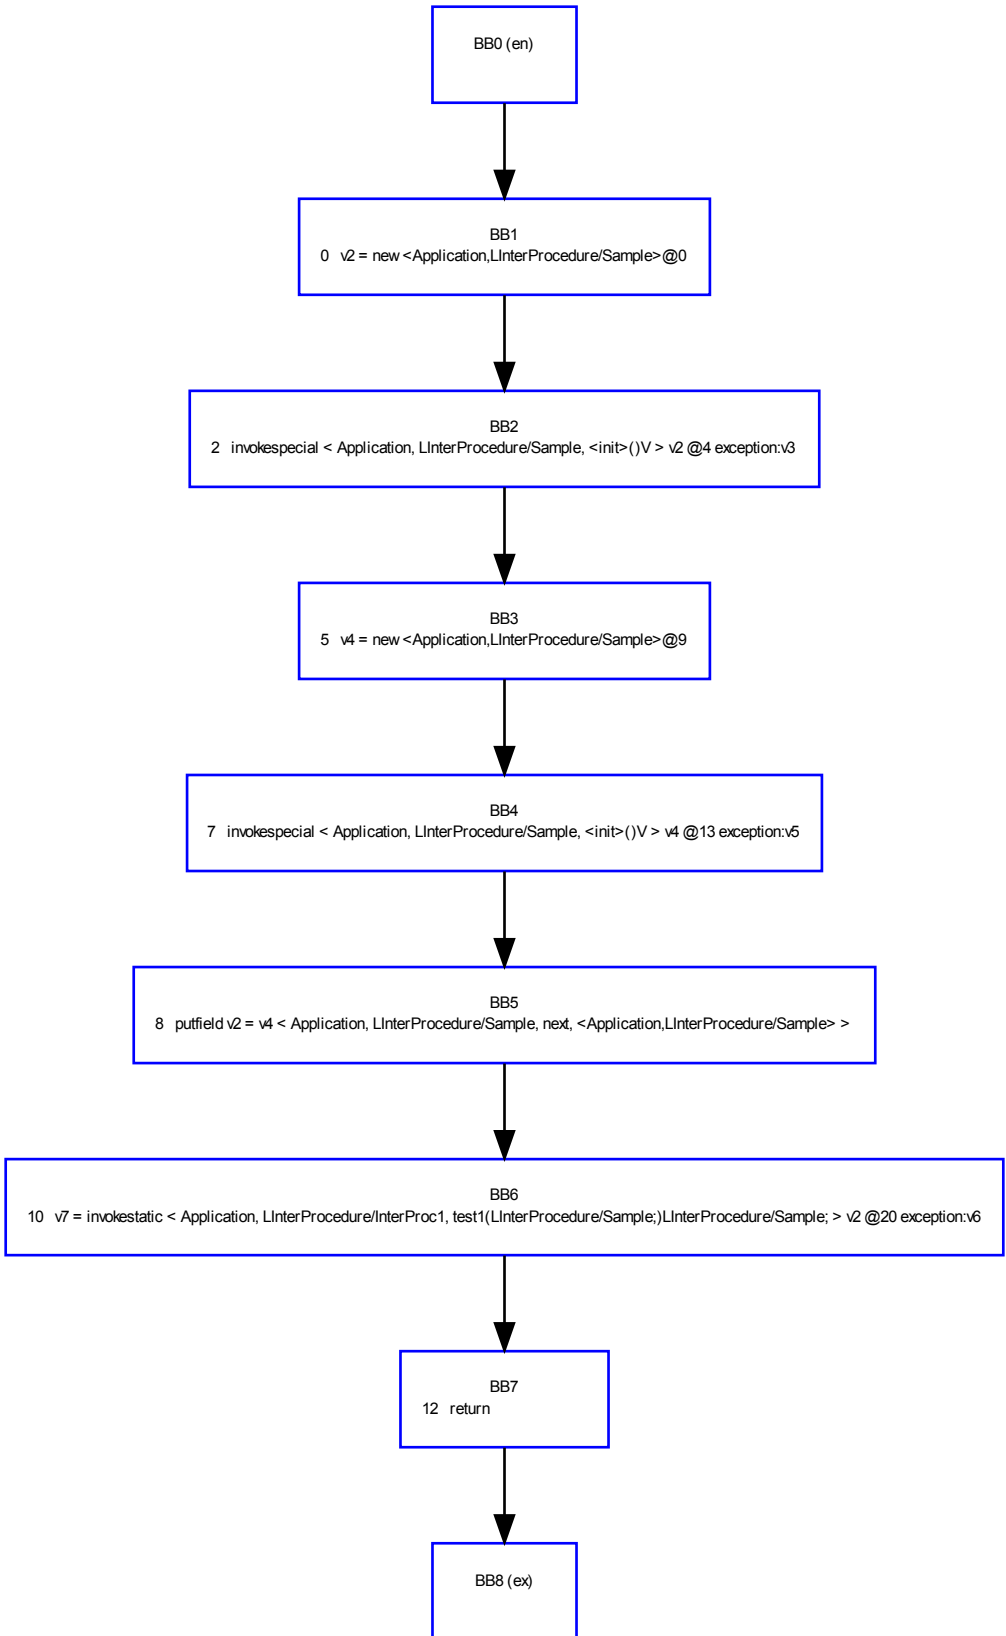 BB0 (en)
BB1
0 v2 = new <Application,LInterProcedure/Sample>@0
BB2
2 invokespecial < Application, LInterProcedure/Sample, <init>()V > v2 @4 exception:v3
BB3
5 v4 = new <Application,LInterProcedure/Sample>@9
BB4
7 invokespecial < Application, LInterProcedure/Sample, <init>()V > v4 @13 exception:v5
BB5
8 putfield v2 = v4 < Application, LInterProcedure/Sample, next, <Application,LInterProcedure/Sample> >
BB6
10 v7 = invokestatic < Application, LInterProcedure/InterProc1, test1(LInterProcedure/Sample;)LInterProcedure/Sample; > v2 @20 exception:v6
BB7
12 return
BB8 (ex)